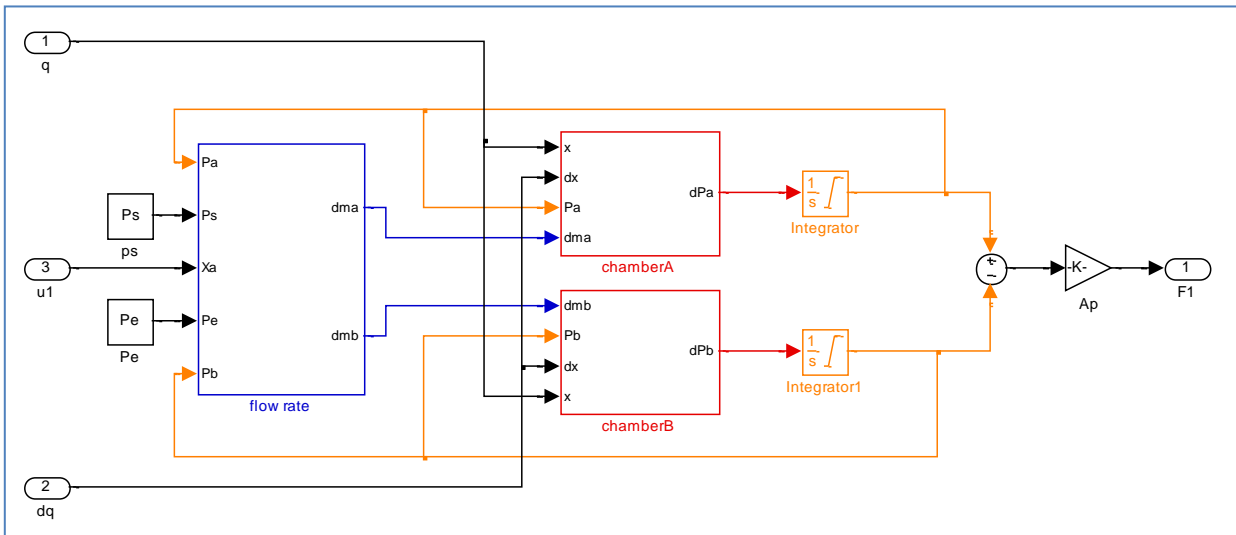 1
q
Pa
Ps
ps
Ps
3
u1
Xa
Pe
Pe
Pe
Pb
dma
dmb
flow rate
2
dq
x
dx
Pa
dma
dPa
chamberA
dmb
Pb
dx
x
dPb
chamberB
1
s
Integrator
1
s
Integrator1
+
−
-K-
Ap
1
F1